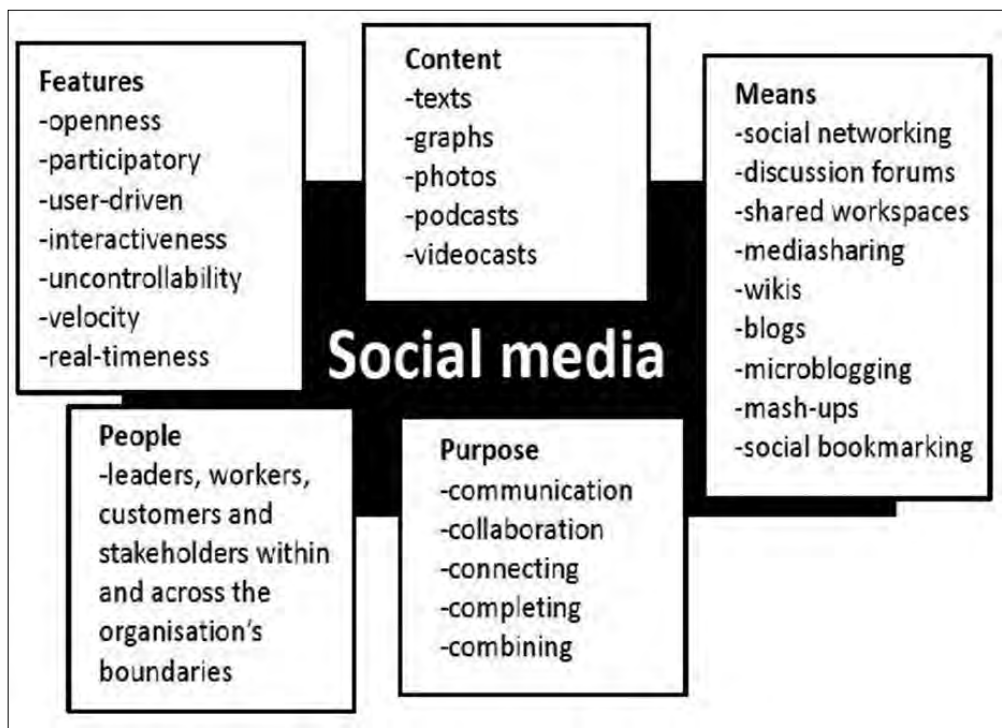 Features
-openness
-participatory
-user-driven
-interactiveness
-uncontrollability
-velocity
-real-timeness
Content
-texts
-graphs
-photos
-podcasts
-videocasts
Means
-social networking
-discussion forums
-shared workspaces
-mediasharing
-wikis
-blogs
-microblogging
-mash-ups
-social bookmarking
Social media
People
-leaders, workers,
customers and
stakeholders within
and across the
organisation's
boundaries
Purpose
-communication
-collaboration
-connecting
-completing
-combining